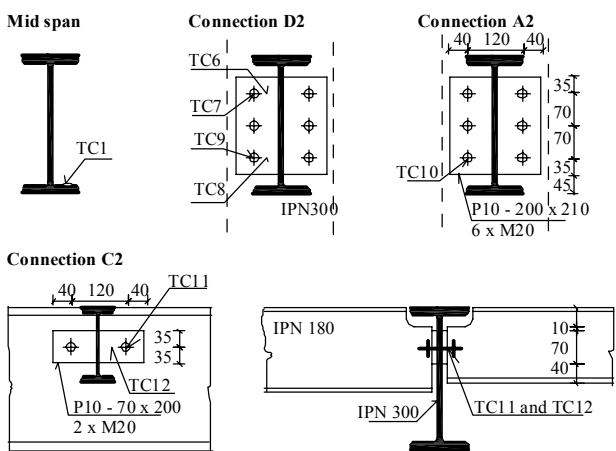 Mid span
Connection D2
Connection A2
TC1
TC6
TC7
TC9
TC8
IPN300
40 120 40
35
70
70
35
45
TC10
P10 - 200 x 210
6 x M20
Connection C2
40 120 40
TC11
35
35
TC12
P10 - 70 x 200
2 x M20
IPN 180
10
70
40
IPN 300
TC11 and TC12